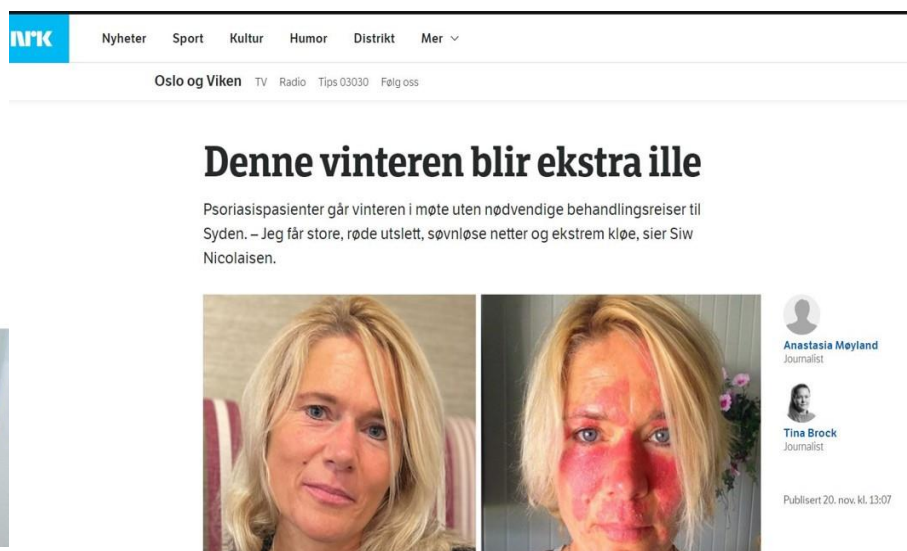 nrk
Nyheter Sport Kultur Humor Distrikt Mer
Oslo og Viken TV Radio Tips 03030 Følg oss
Denne vinteren blir ekstra ille
Psoriasispasienter går vinteren i møte uten nødvendige behandlingsreiser til
Syden. – Jeg får store, røde utslett, søvnløse netter og ekstrem kløe, sier Siw
Nicolaisen.
Anastasia Møyland
Journalist
Tina Brock
Journalist
Publisert 20. nov. kl. 13:07